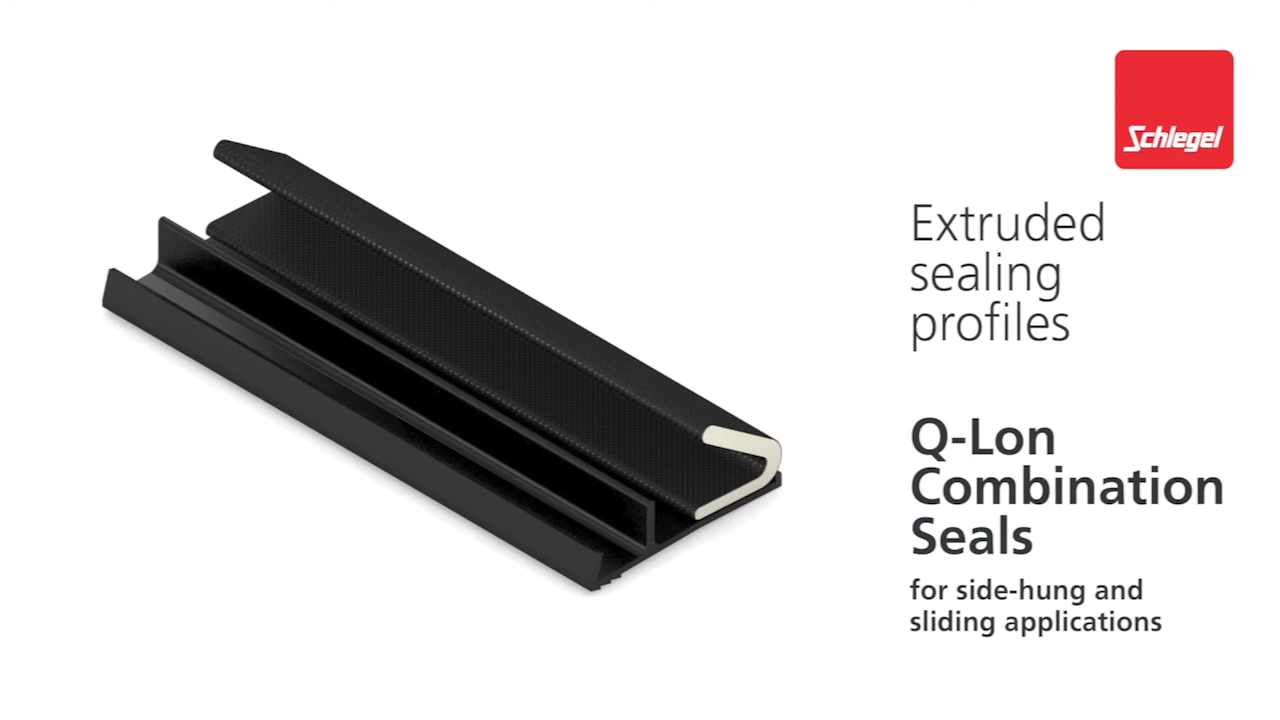 Schlegel
Extruded
sealing
profiles
Q-Lon
Combination
Seals
for side-hung and
sliding applications